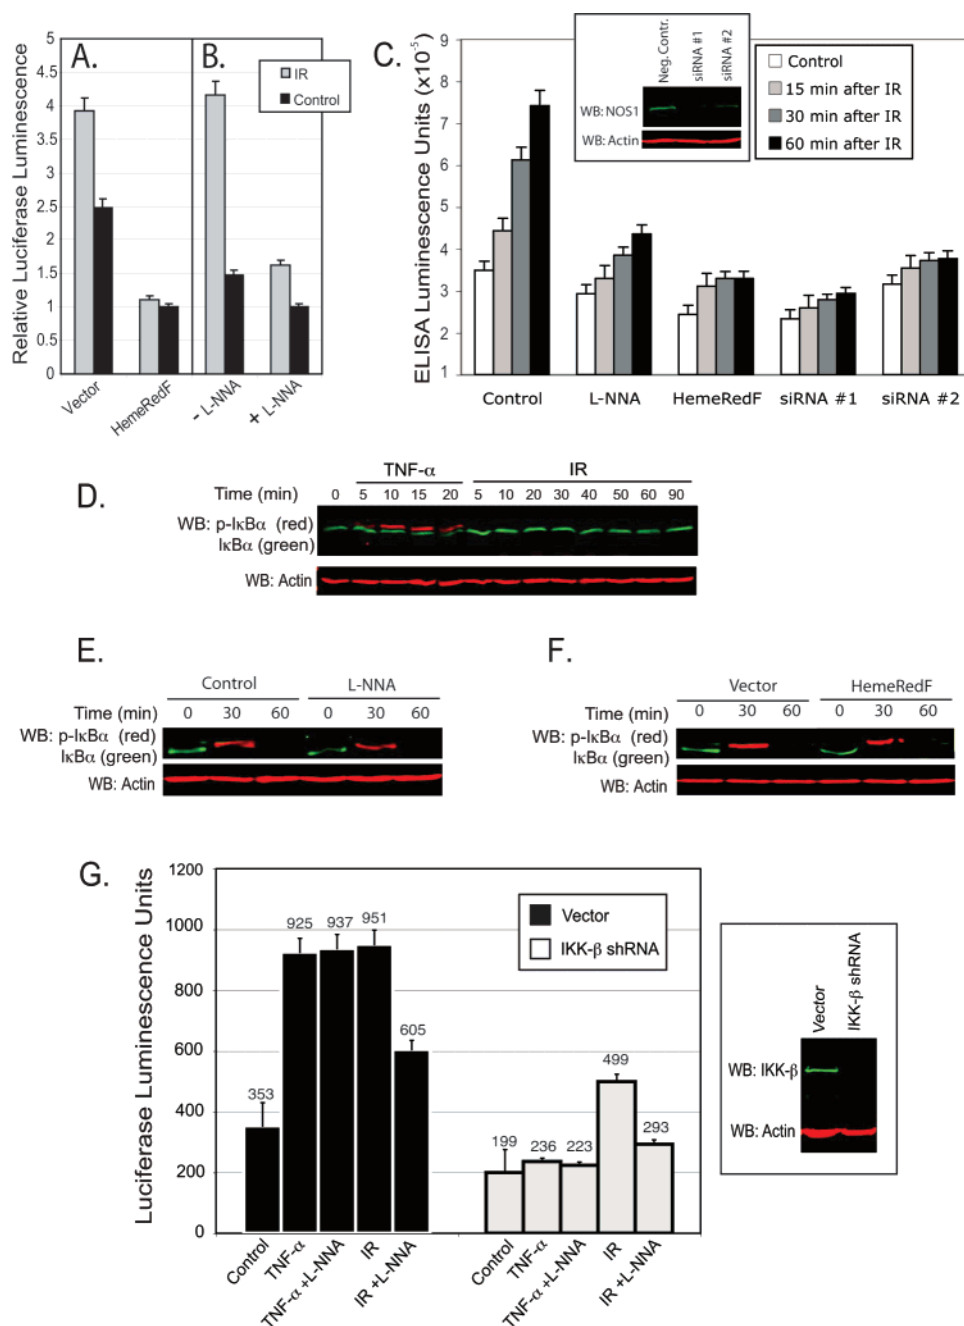 A.
B.
Relative Luciferase Luminescence
5
4.5
4
3.5
3
2.5
2
1.5
1
0.5
0
IR
Control
Vector
HemeRedF
- L-NNA
+ L-NNA
C.
ELISA Luminescence Units (x10⁻⁵)
9
8
7
6
5
4
3
2
1
Neg. Contr.
siRNA #1
siRNA #2
WB: NOS1
WB: Actin
Control
15 min after IR
30 min after IR
60 min after IR
Control L-NNA HemeRedF siRNA #1 siRNA #2
D.
TNF-α IR
Time (min) 0 5 10 15 20 5 10 20 30 40 50 60 90
WB: p-IκBα (red)
IκBα (green)
WB: Actin
E.
Control L-NNA
Time (min) 0 30 60 0 30 60
WB: p-IκBα (red)
IκBα (green)
WB: Actin
F.
Vector HemeRedF
Time (min) 0 30 60 0 30 60
WB: p-IκBα (red)
IκBα (green)
WB: Actin
G.
Luciferase Luminescence Units
1200
1000
800
600
400
200
0
353
925
937
951
605
199
236
223
499
293
Vector
IKK-β shRNA
Control
TNF-α
TNF-α +L-NNA
IR
IR +L-NNA
Control
TNF-α
TNF-α +L-NNA
IR
IR +L-NNA
Vector
IKK-β shRNA
WB: IKK-β
WB: Actin